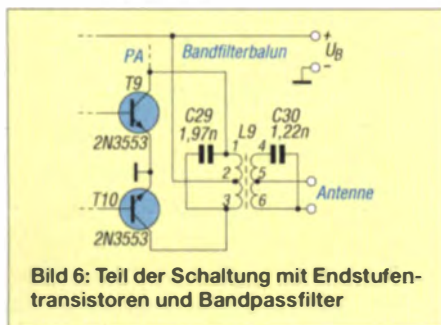 PA
Bandfilterbalun
+
U_B
–
T9
2N3553
C29
1,97n
L9
C30
1,22n
1
4
2
5
3
6
T10
2N3553
Antenne
Bild 6: Teil der Schaltung mit Endstufen-
transistoren und Bandpassfilter